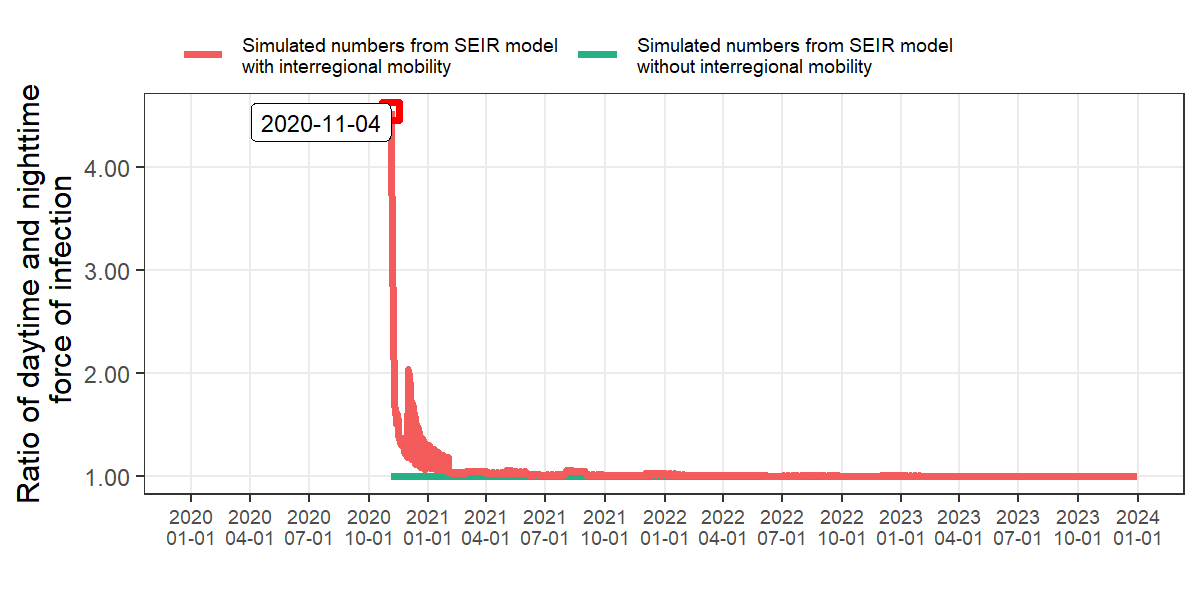 Simulated numbers from SEIR model
with interregional mobility
Simulated numbers from SEIR model
without interregional mobility
Ratio of daytime and nighttime
force of infection
2020-11-04
4.00
3.00
2.00
1.00
2020 2020 2020 2020 2021 2021 2021 2021 2022 2022 2022 2022 2023 2023 2023 2023 2024
01-01 04-01 07-01 10-01 01-01 04-01 07-01 10-01 01-01 04-01 07-01 10-01 01-01 04-01 07-01 10-01 01-01